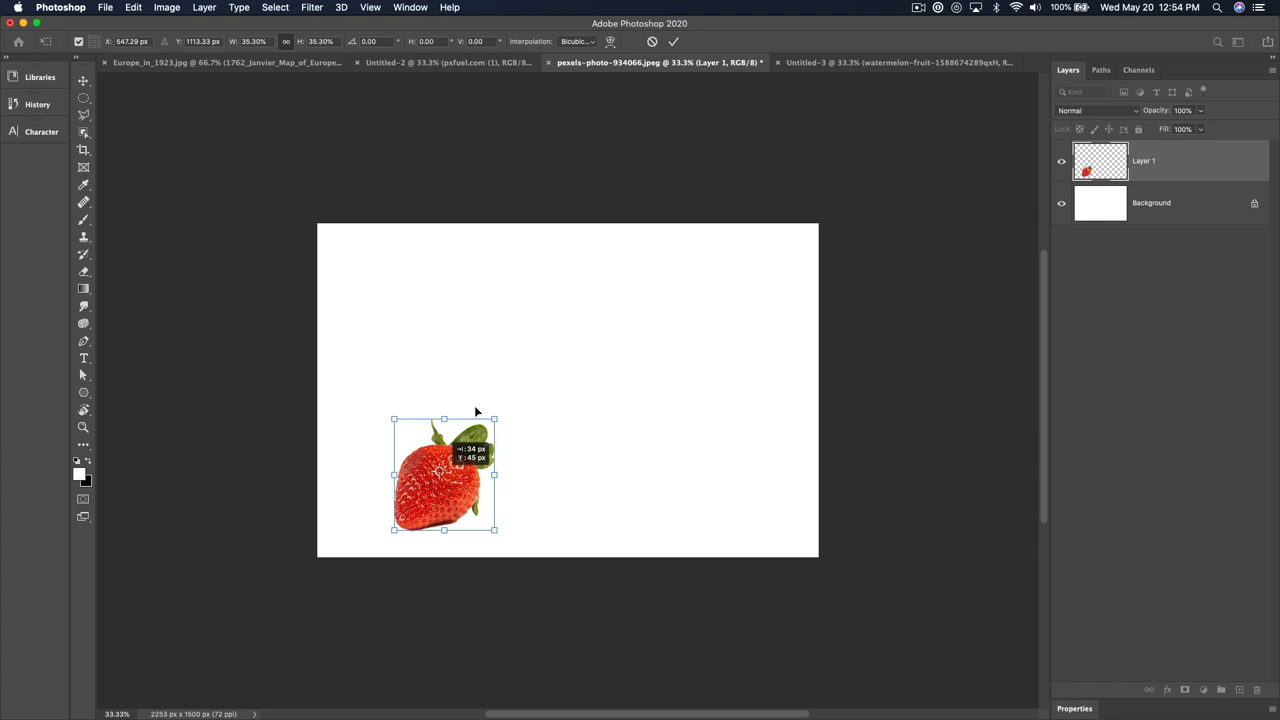 Photoshop File Edit Image Layer Type Select Filter 3D View Window Help 100% Wed May 20 12:54 PM
Adobe Photoshop 2020
X: 547.29 px Y: 1113.33 px W: 35.30% H: 35.30% 0.00 ° H: 0.00 ° V: 0.00 ° Interpolation: Bicubic...
Europe_in_1923.jpg @ 66.7% (1762_Janvier_Map_of_Europe... Untitled-2 @ 33.3% (pxfuel.com (1), RGB/8)... pexels-photo-934066.jpeg @ 33.3% (Layer 1, RGB/8) * Untitled-3 @ 33.3% (watermelon-fruit-1588674289qxH, R...
Libraries
History
Character
Layers Paths Channels
Kind
Normal Opacity: 100%
Lock: Fill: 100%
Layer 1
Background
: 34 px
: 45 px
Properties
33.33% 2253 px x 1500 px (72 ppi)